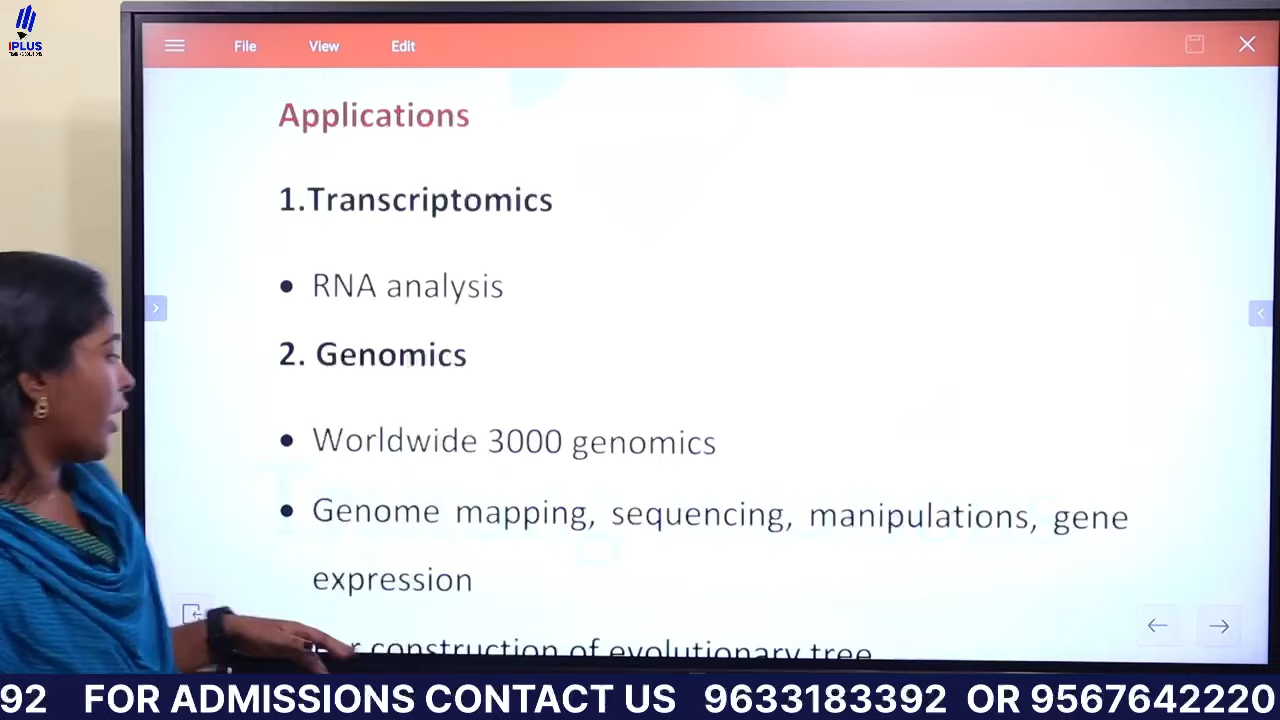 IPLUS
File View Edit
Applications
1.Transcriptomics
• RNA analysis
2. Genomics
• Worldwide 3000 genomics
• Genome mapping, sequencing, manipulations, gene
expression
construction of evolutionary tree
92 FOR ADMISSIONS CONTACT US 9633183392 OR 9567642220